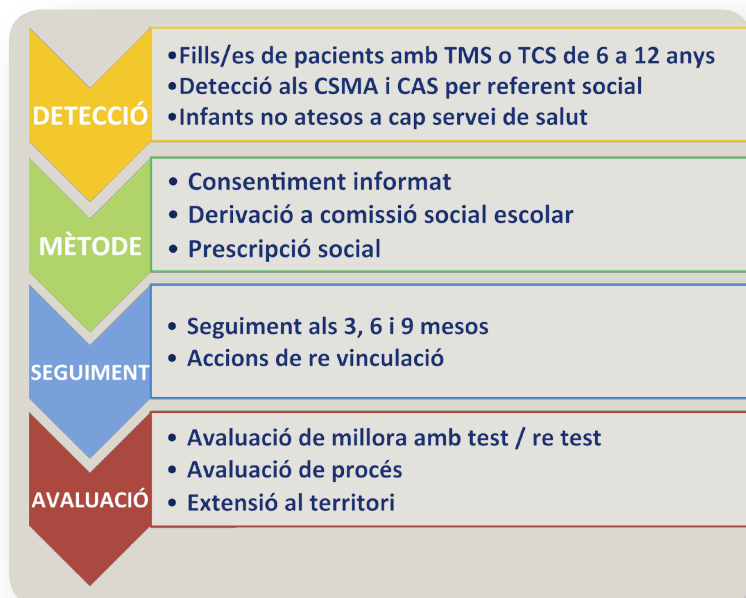 DETECCIÓ
•Fills/es de pacients amb TMS o TCS de 6 a 12 anys
•Detecció als CSMA i CAS per referent social
•Infants no atesos a cap servei de salut
MÈTODE
• Consentiment informat
• Derivació a comissió social escolar
• Prescripció social
SEGUIMENT
• Seguiment als 3, 6 i 9 mesos
• Accions de re vinculació
AVALUACIÓ
• Avaluació de millora amb test / re test
• Avaluació de procés
• Extensió al territori